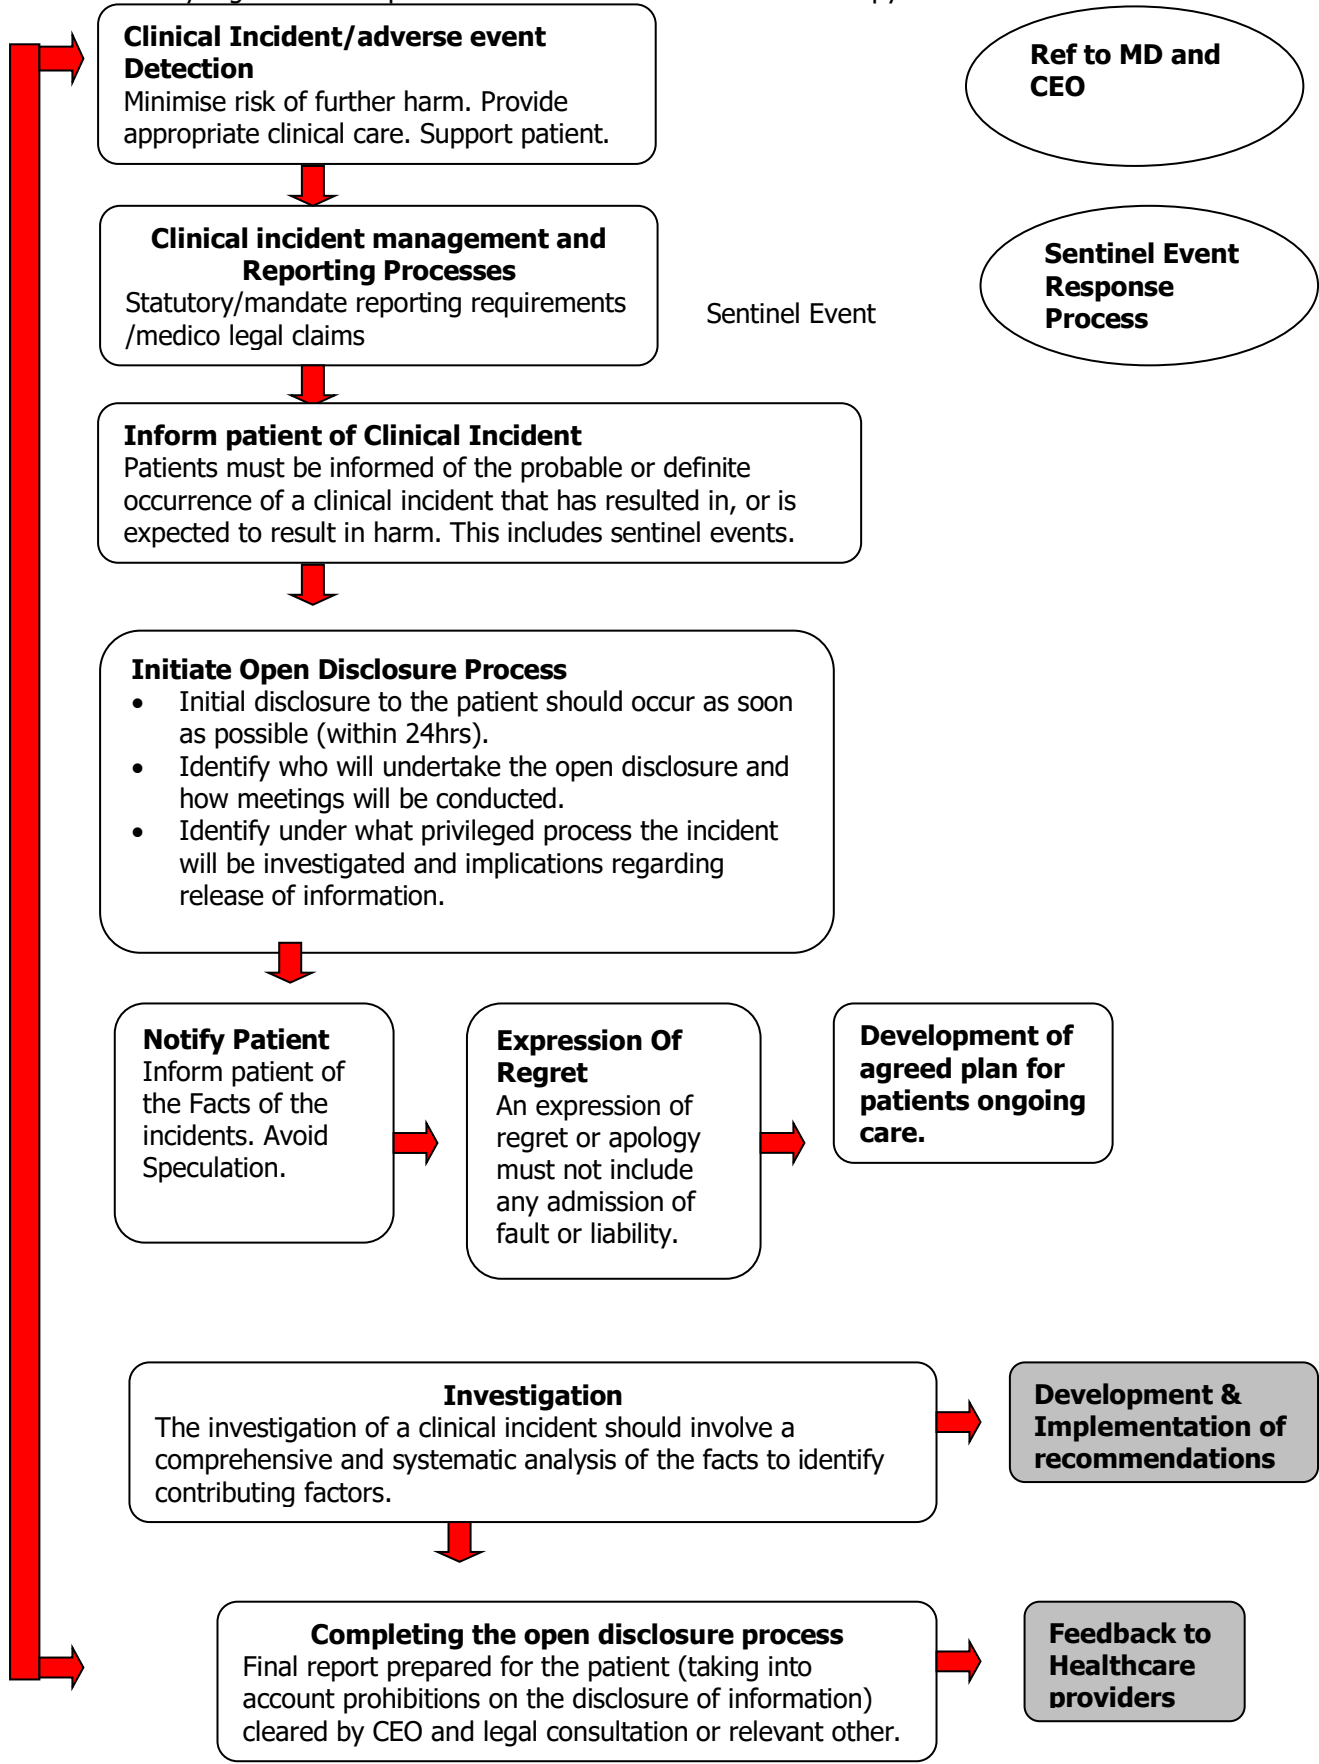 Clinical Incident/adverse event
Detection
Minimise risk of further harm. Provide
appropriate clinical care. Support patient.
Ref to MD and
CEO
Clinical incident management and
Reporting Processes
Statutory/mandate reporting requirements
/medico legal claims
Sentinel Event
Sentinel Event
Response
Process
Inform patient of Clinical Incident
Patients must be informed of the probable or definite
occurrence of a clinical incident that has resulted in, or is
expected to result in harm. This includes sentinel events.
Initiate Open Disclosure Process
• Initial disclosure to the patient should occur as soon
as possible (within 24hrs).
• Identify who will undertake the open disclosure and
how meetings will be conducted.
• Identify under what privileged process the incident
will be investigated and implications regarding
release of information.
Notify Patient
Inform patient of
the Facts of the
incidents. Avoid
Speculation.
Expression Of
Regret
An expression of
regret or apology
must not include
any admission of
fault or liability.
Development of
agreed plan for
patients ongoing
care.
Investigation
The investigation of a clinical incident should involve a
comprehensive and systematic analysis of the facts to identify
contributing factors.
Development &
Implementation of
recommendations
Completing the open disclosure process
Final report prepared for the patient (taking into
account prohibitions on the disclosure of information)
cleared by CEO and legal consultation or relevant other.
Feedback to
Healthcare
providers